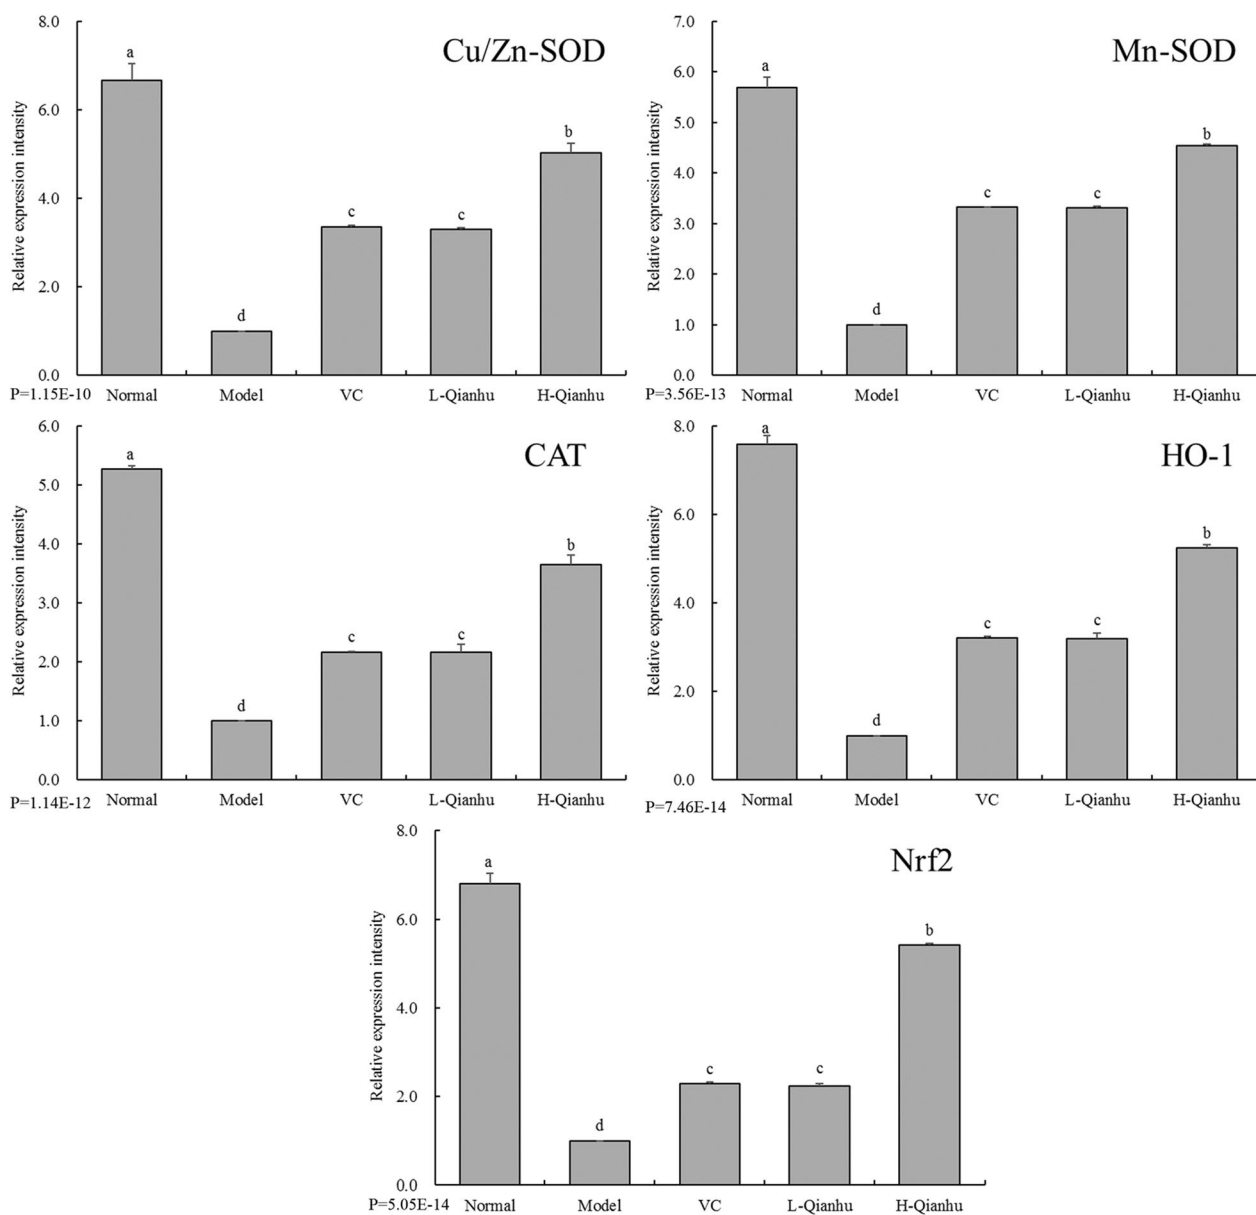 Cu/Zn-SOD
Relative expression intensity
8.0
6.0
4.0
2.0
0.0
a
d
c
c
b
P=1.15E-10
Normal
Model
VC
L-Qianhu
H-Qianhu
Mn-SOD
Relative expression intensity
7.0
6.0
5.0
4.0
3.0
2.0
1.0
0.0
a
d
c
c
b
P=3.56E-13
Normal
Model
VC
L-Qianhu
H-Qianhu
CAT
Relative expression intensity
6.0
5.0
4.0
3.0
2.0
1.0
0.0
a
d
c
c
b
P=1.14E-12
Normal
Model
VC
L-Qianhu
H-Qianhu
HO-1
Relative expression intensity
8.0
6.0
4.0
2.0
0.0
a
d
c
c
b
P=7.46E-14
Normal
Model
VC
L-Qianhu
H-Qianhu
Nrf2
Relative expression intensity
8.0
6.0
4.0
2.0
0.0
a
d
c
c
b
P=5.05E-14
Normal
Model
VC
L-Qianhu
H-Qianhu